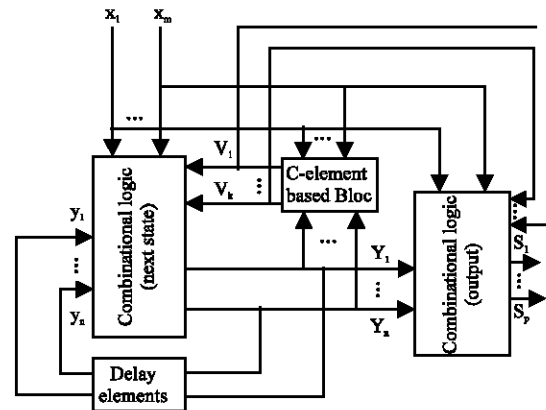 x1 xm
...
...
V1
Vk
...
C-element
based Bloc
Combinational logic
(next state)
y1
...
yn
...
Y1
...
Yn
Combinational logic
(output)
...
S1
...
Sp
Delay
elements